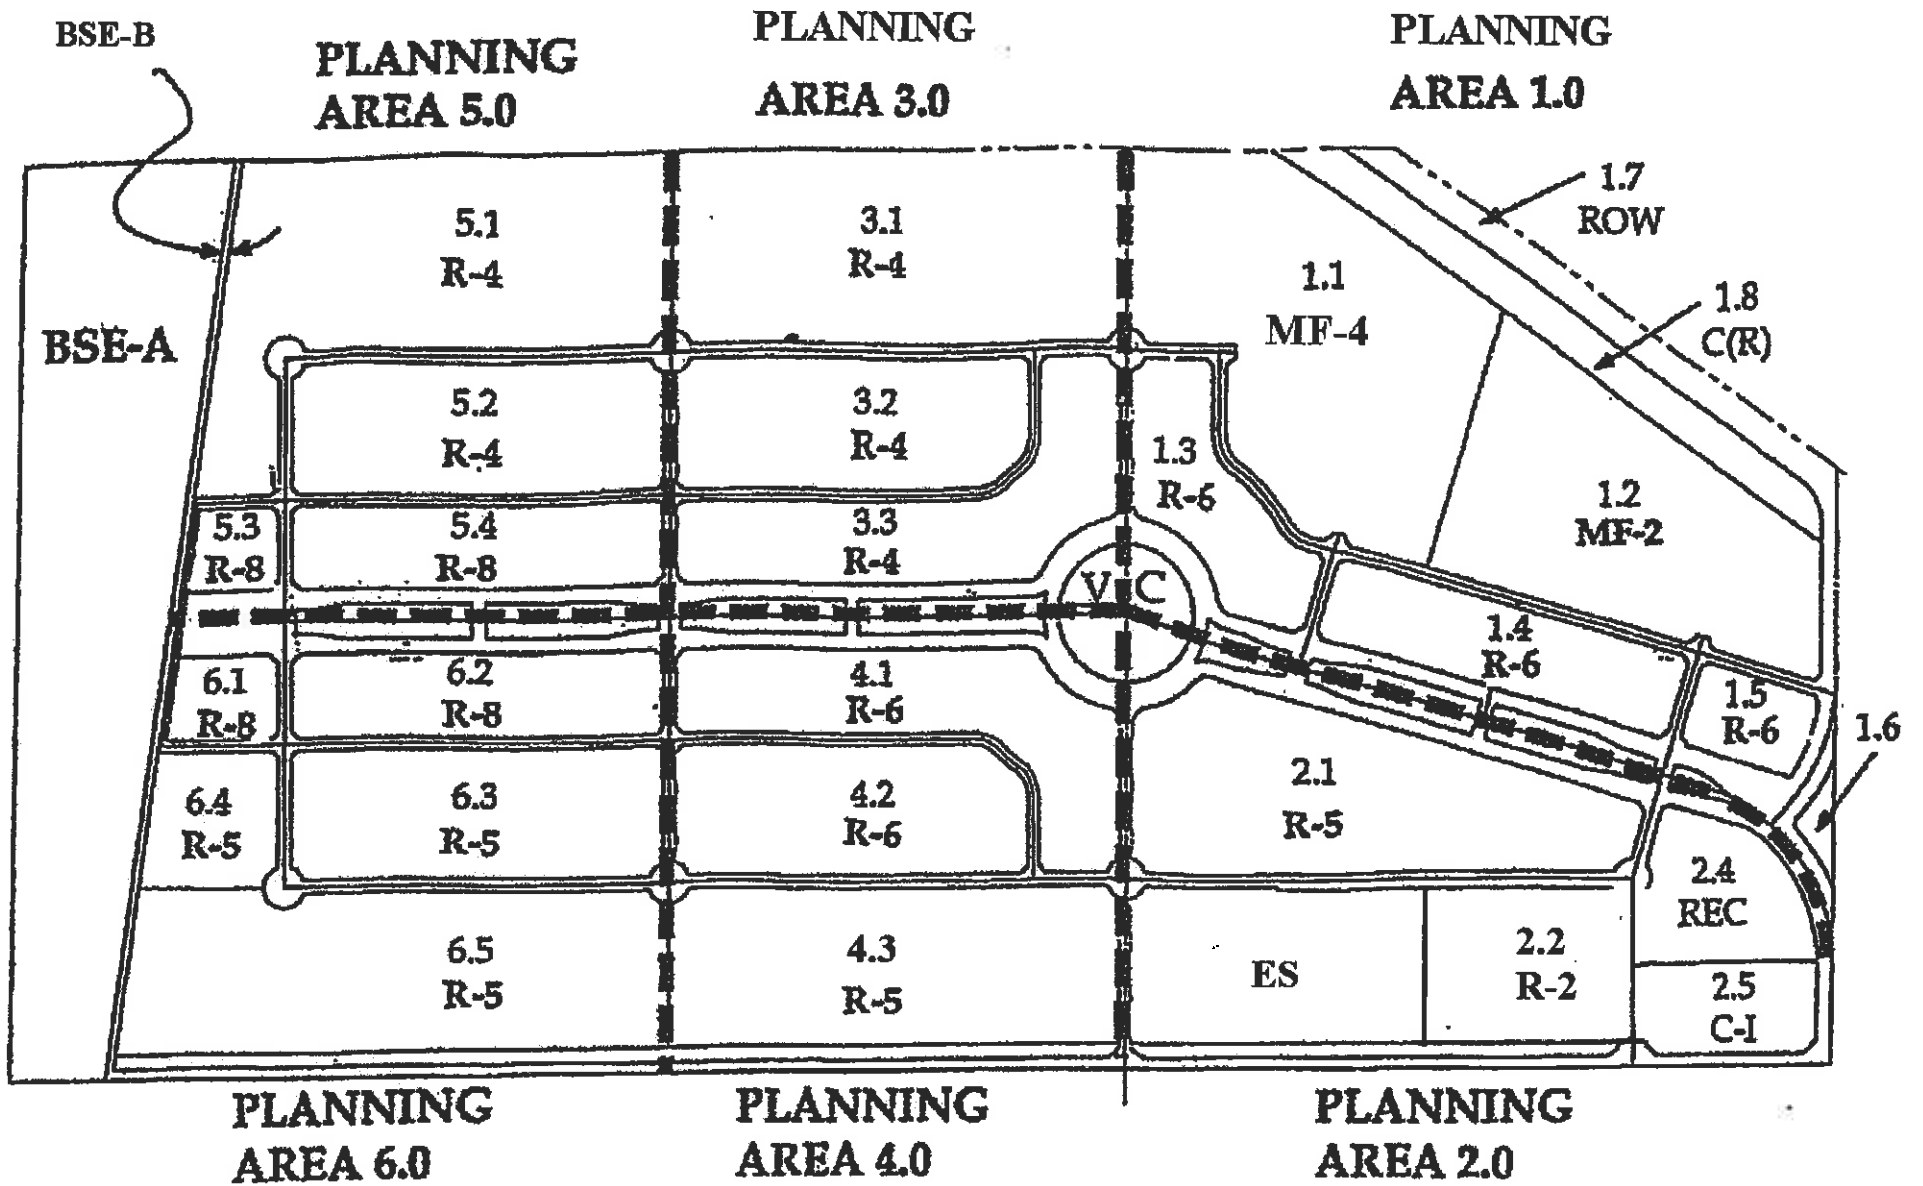 BSE-B
PLANNING
AREA 5.0
PLANNING
AREA 3.0
PLANNING
AREA 1.0
1.7
ROW
1.8
C(R)
BSE-A
5.1
R-4
3.1
R-4
1.1
MF-4
5.2
R-4
3.2
R-4
1.3
R-6
1.2
MF-2
5.3
R-8
5.4
R-8
3.3
R-4
V C
1.4
R-6
1.5
R-6
1.6
6.1
R-8
6.2
R-8
4.1
R-6
2.1
R-5
6.4
R-5
6.3
R-5
4.2
R-6
2.4
REC
6.5
R-5
4.3
R-5
ES
2.2
R-2
2.5
C-I
PLANNING
AREA 6.0
PLANNING
AREA 4.0
PLANNING
AREA 2.0